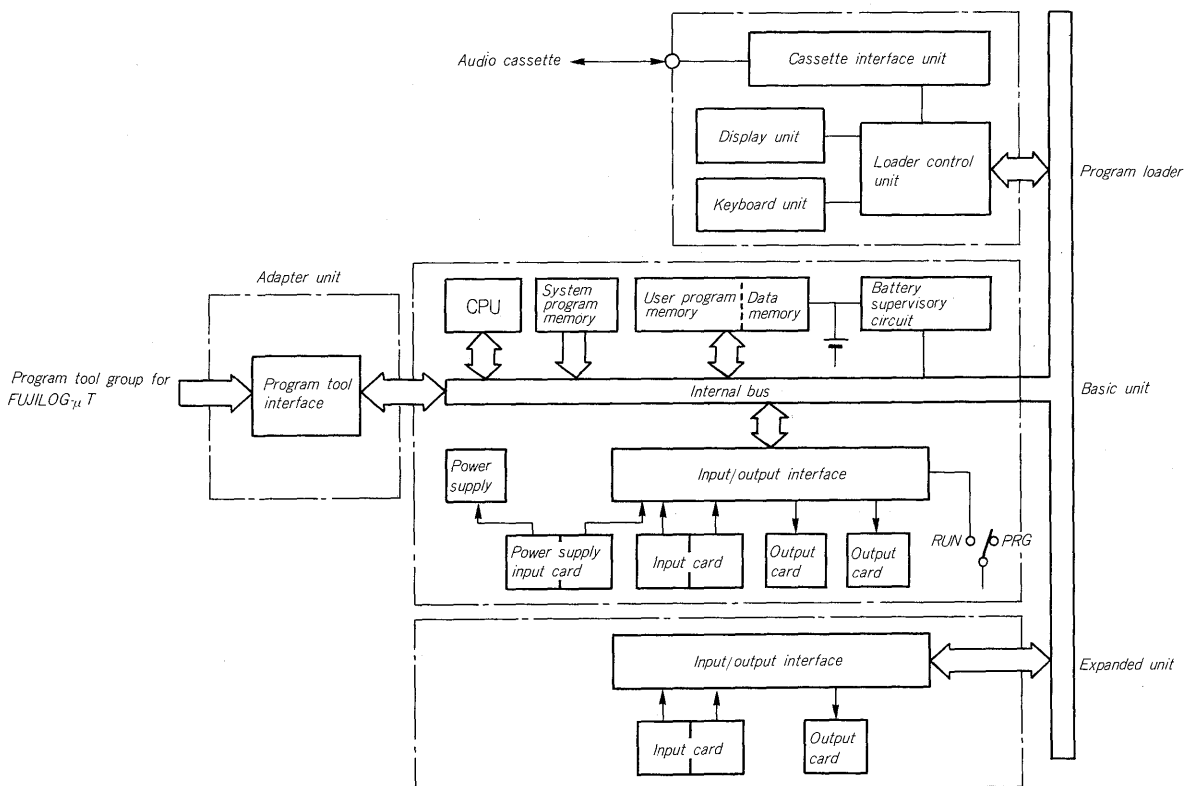 Audio cassette
Cassette interface unit
Display unit
Loader control
unit
Keyboard unit
Program loader
Adapter unit
CPU
System
program
memory
User program
memory
Data
memory
Battery
supervisory
circuit
Program tool group for
FUJILOG-μT
Program tool
interface
Internal bus
Basic unit
Power
supply
Input/output interface
RUN
PRG
Power supply
input card
Input card
Output
card
Output
card
Input/output interface
Expanded unit
Input card
Output
card